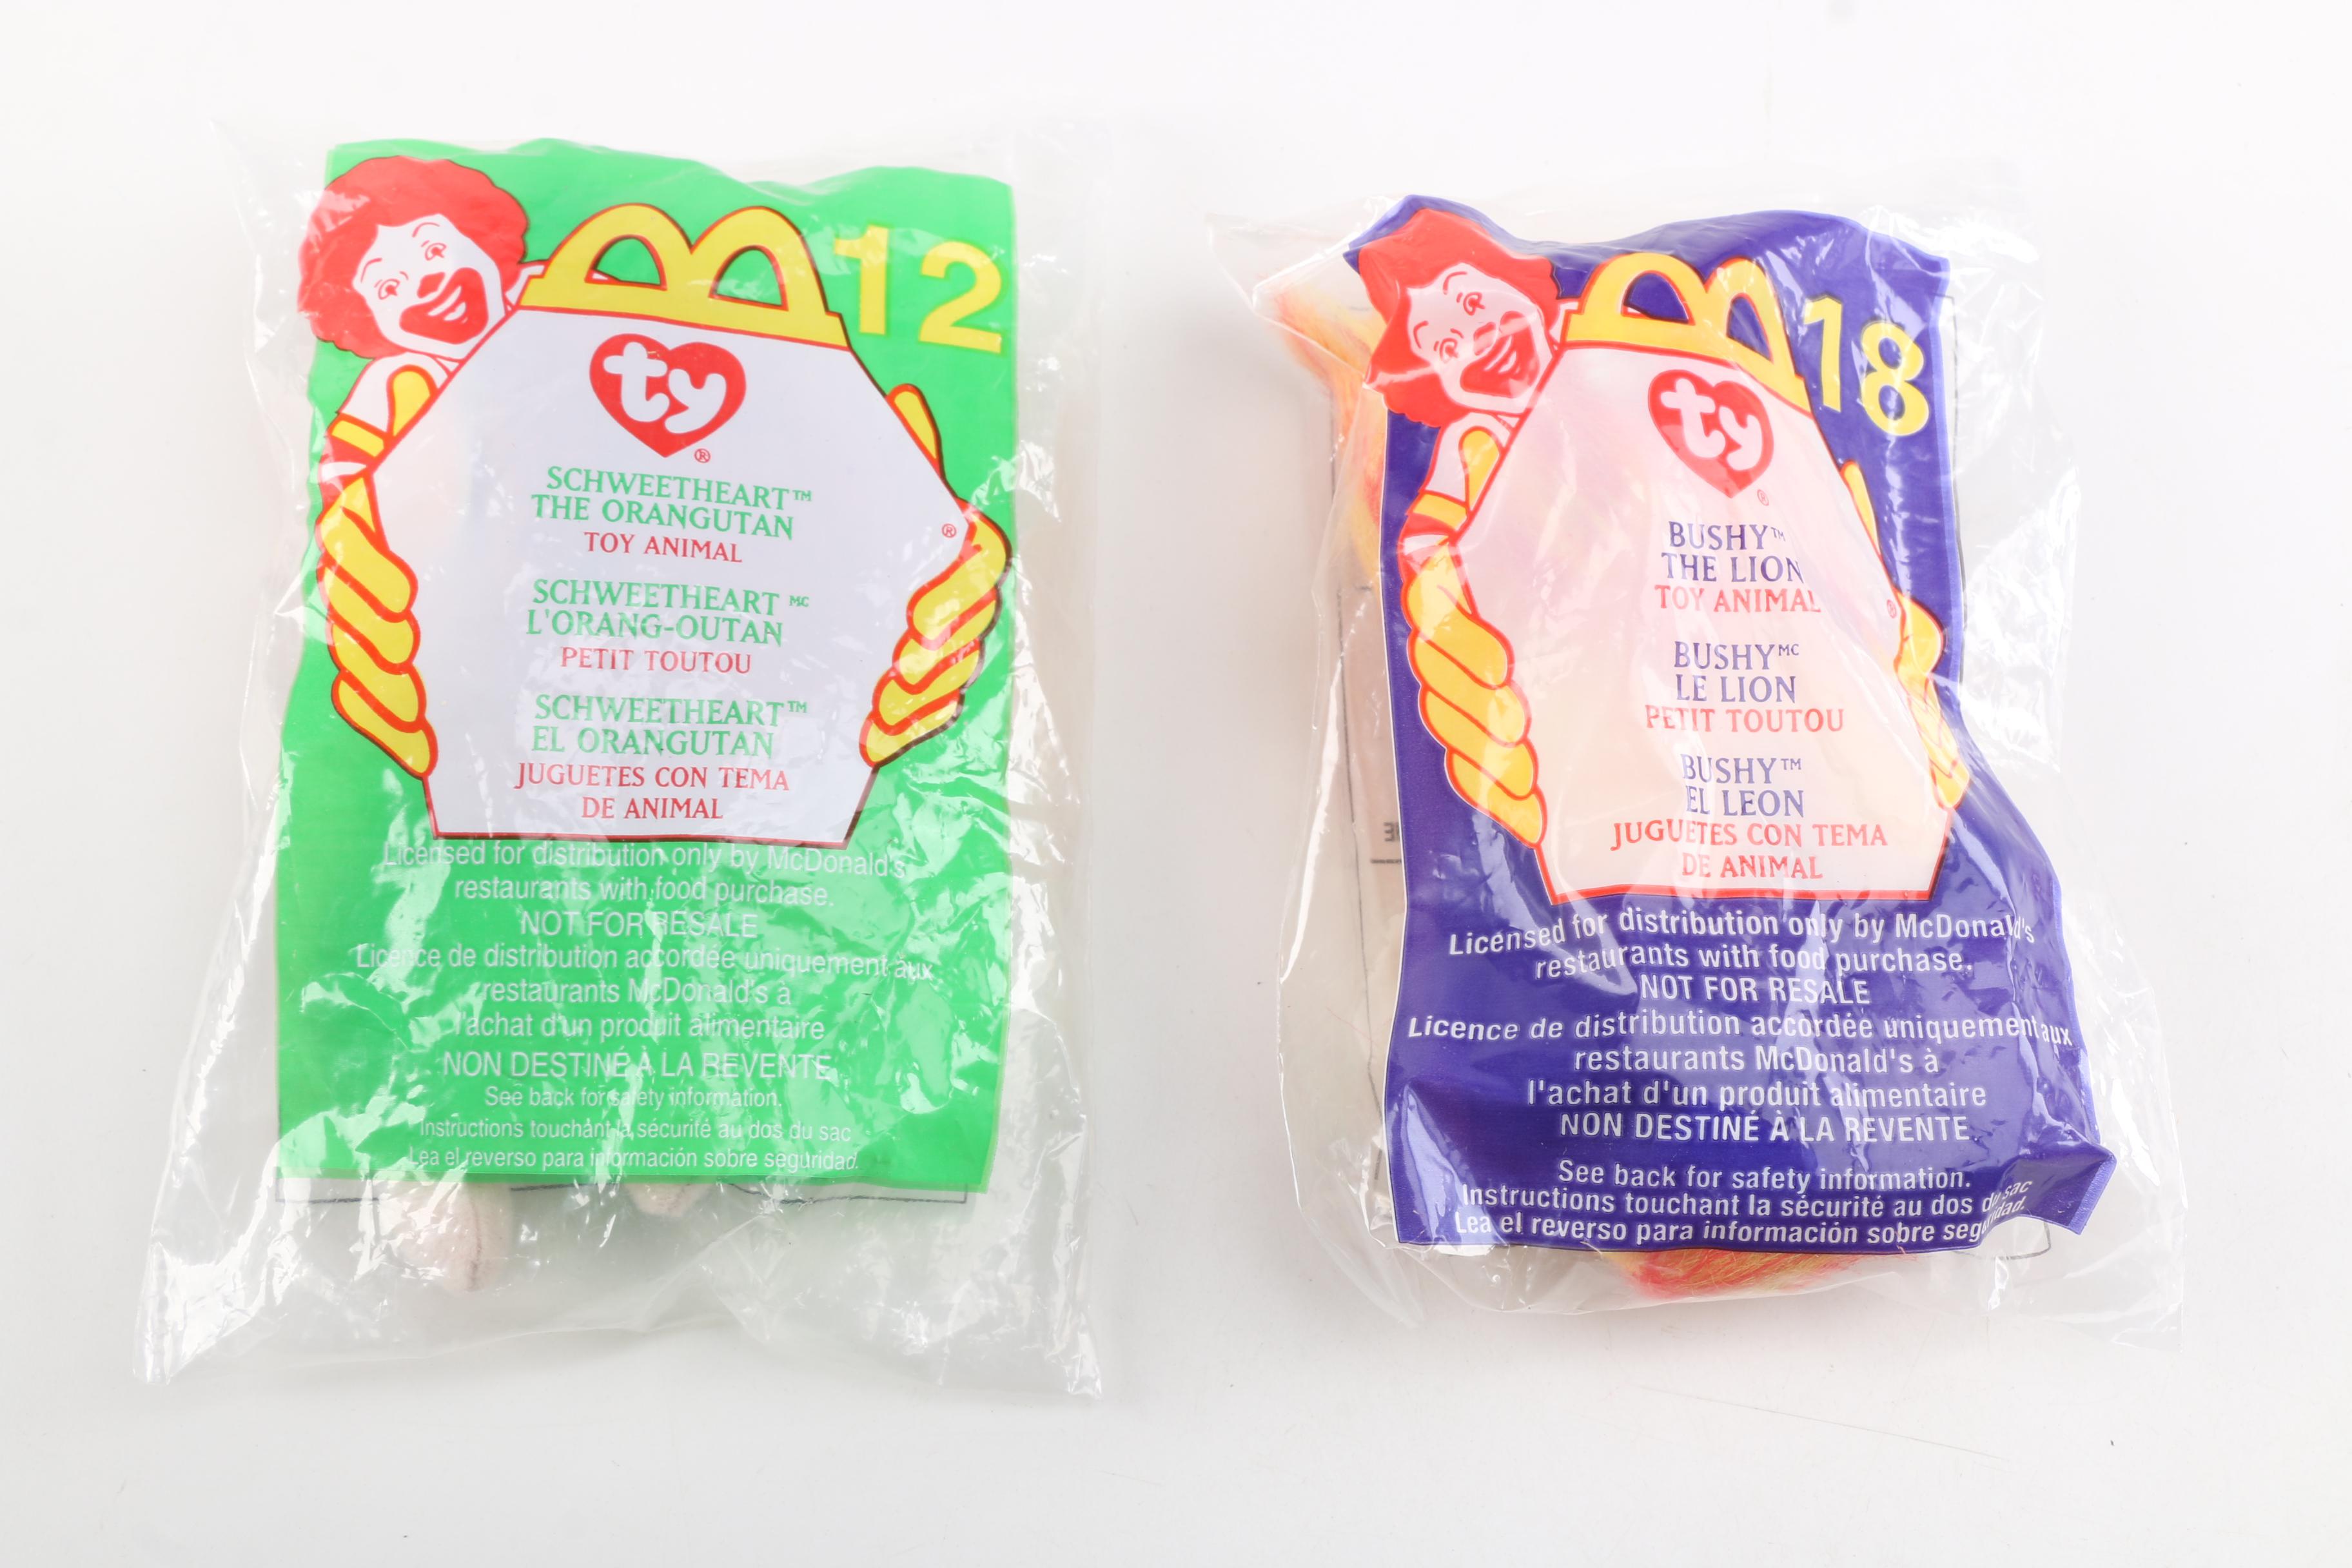 12
ty®
SCHWEETHEART™
THE ORANGUTAN
TOY ANIMAL
®
SCHWEETHEART MC
L'ORANG-OUTAN
PETIT TOUTOU
SCHWEETHEART™
EL ORANGUTAN
JUGUETES CON TEMA
DE ANIMAL
Licensed for distribution only by McDonald's
restaurants with food purchase.
NOT FOR RESALE
Licence de distribution accordée uniquement aux
restaurants McDonald's à
l'achat d'un produit alimentaire
NON DESTINÉ À LA REVENTE
See back for safety information.
Instructions touchant la sécurité au dos du sac
Lea el reverso para información sobre seguridad.
18
ty®
BUSHY™
THE LION
TOY ANIMAL
®
BUSHY MC
LE LION
PETIT TOUTOU
BUSHY™
EL LEON
JUGUETES CON TEMA
DE ANIMAL
Licensed for distribution only by McDonald's
restaurants with food purchase.
NOT FOR RESALE
Licence de distribution accordée uniquement aux
restaurants McDonald's à
l'achat d'un produit alimentaire
NON DESTINÉ À LA REVENTE
See back for safety information.
Instructions touchant la sécurité au dos du sac
Lea el reverso para información sobre seguridad.